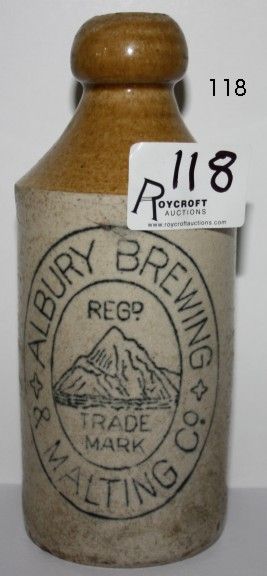 118
118
ROYCROFT
AUCTIONS
www.roycroftauctions.com
ALBURY BREWING
& MALTING Co.
REGD
TRADE
MARK